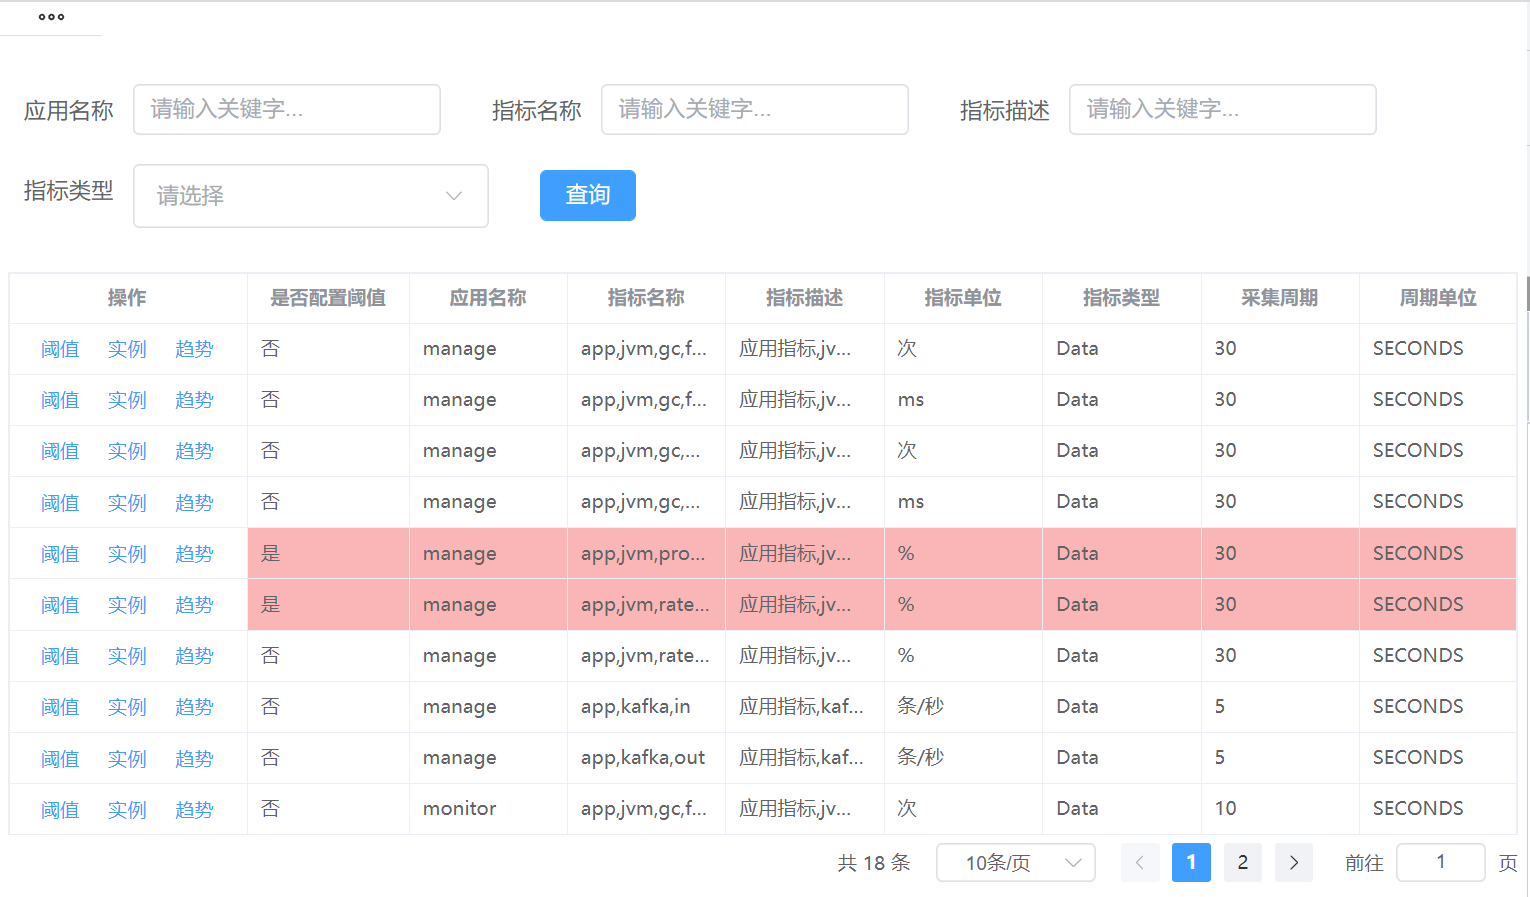 应用名称 请输入关键字... 指标名称 请输入关键字... 指标描述 请输入关键字...
指标类型 请选择 查询
操作 是否配置阈值 应用名称 指标名称 指标描述 指标单位 指标类型 采集周期 周期单位
阈值 实例 趋势 否 manage app,jvm,gc,f... 应用指标,jv... 次 Data 30 SECONDS
阈值 实例 趋势 否 manage app,jvm,gc,f... 应用指标,jv... ms Data 30 SECONDS
阈值 实例 趋势 否 manage app,jvm,gc,... 应用指标,jv... 次 Data 30 SECONDS
阈值 实例 趋势 否 manage app,jvm,gc,... 应用指标,jv... ms Data 30 SECONDS
阈值 实例 趋势 是 manage app,jvm,pro... 应用指标,jv... % Data 30 SECONDS
阈值 实例 趋势 是 manage app,jvm,rate... 应用指标,jv... % Data 30 SECONDS
阈值 实例 趋势 否 manage app,jvm,rate... 应用指标,jv... % Data 30 SECONDS
阈值 实例 趋势 否 manage app,kafka,in 应用指标,kaf... 条/秒 Data 5 SECONDS
阈值 实例 趋势 否 manage app,kafka,out 应用指标,kaf... 条/秒 Data 5 SECONDS
阈值 实例 趋势 否 monitor app,jvm,gc,f... 应用指标,jv... 次 Data 10 SECONDS
共 18 条 10条/页 1 2 前往 1 页